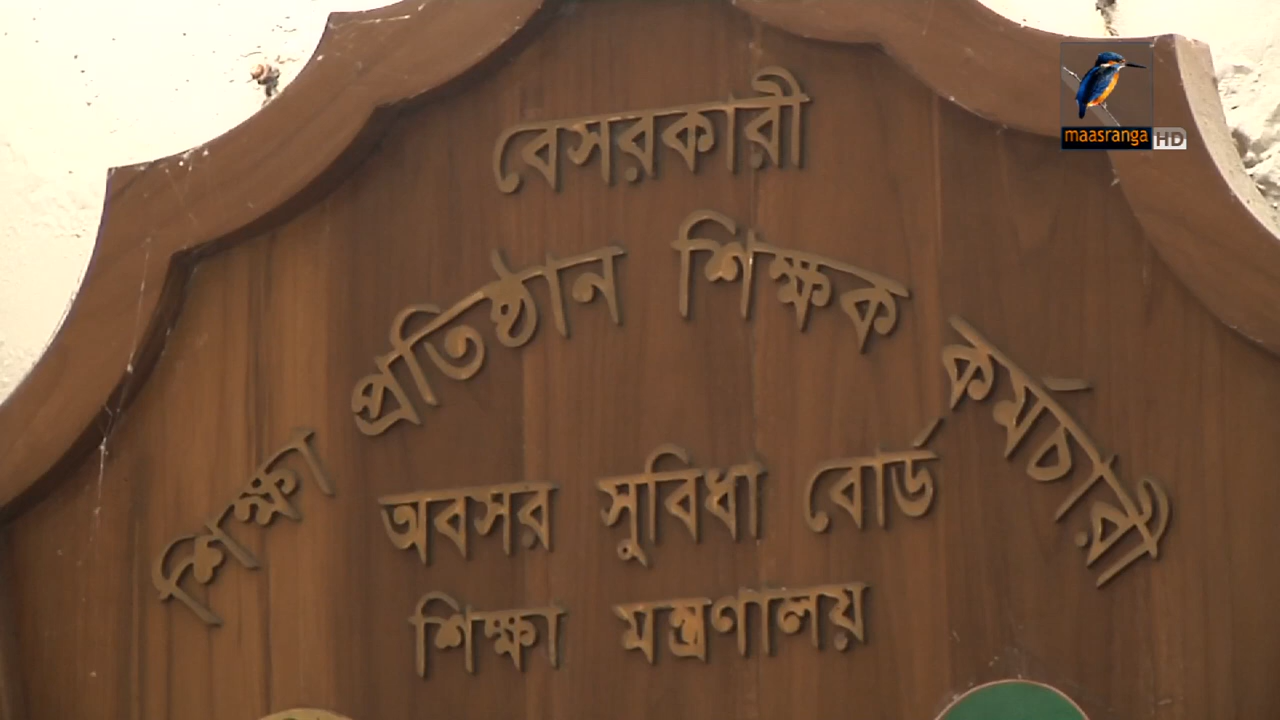 বেসরকারী
শিক্ষা প্রতিষ্ঠান শিক্ষক কর্মচারী
অবসর সুবিধা বোর্ড
শিক্ষা মন্ত্রণালয়
maasranga HD